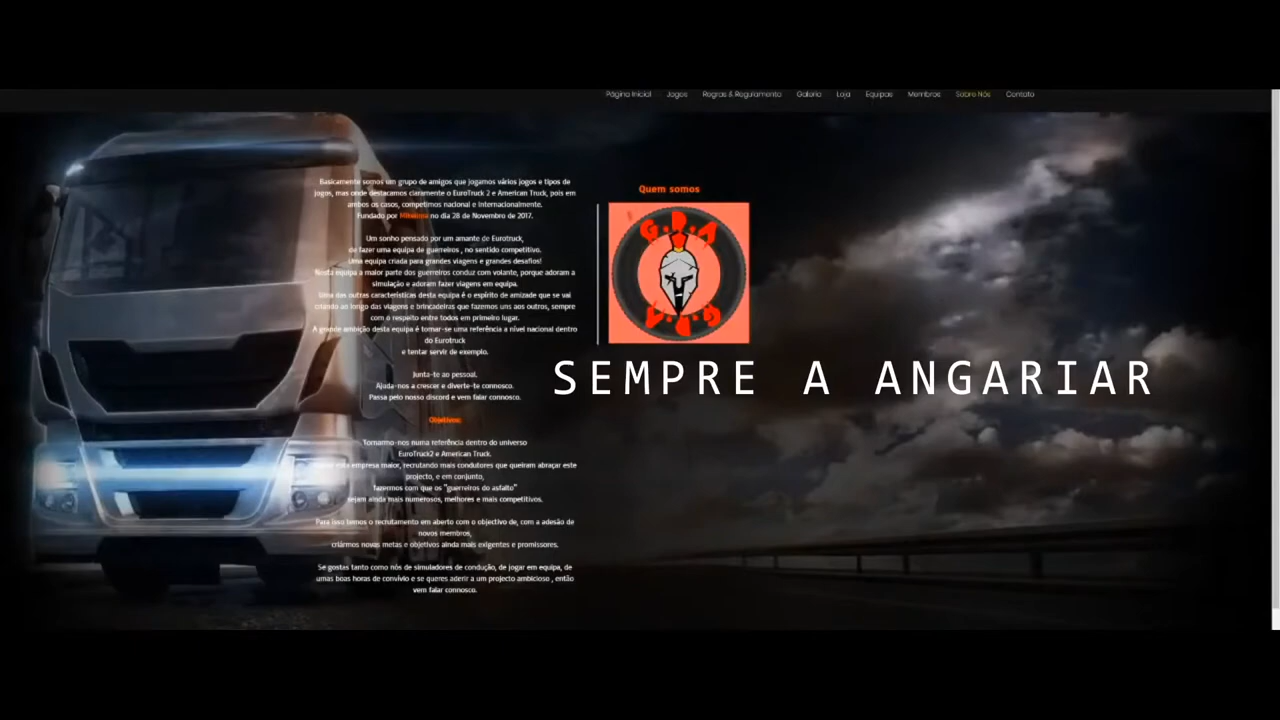 Página Inicial Jogos Regras & Regulamento Galeria Loja Equipas Membros Sobre Nós Contato
Basicamente somos um grupo de amigos que jogamos vários jogos e tipos de
jogos, mas onde destacamos claramente o EuroTruck 2 e American Truck, pois em
ambos os casos, competimos nacional e internacionalmente.
Fundado por no dia 28 de Novembro de 2017.
Um sonho pensado por um amante de Eurotruck,
de fazer uma equipa de guerreiros , no sentido competitivo.
Uma equipa criada para grandes viagens e grandes desafios!
Nesta equipa a maior parte dos guerreiros conduz com volante, porque adoram a
simulação e adoram fazer viagens em equipa.
Uma das outras características desta equipa é o espírito de amizade que se vai
criando ao longo das viagens e brincadeiras que fazemos uns aos outros, sempre
com o respeito entre todos em primeiro lugar.
A grande ambição desta equipa é tornar-se uma referência a nível nacional dentro
do Eurotruck
e tentar servir de exemplo.
Junta-te ao pessoal.
Ajuda-nos a crescer e diverte-te connosco.
Passa pelo nosso discord e vem falar connosco.
Objetivos:
Tornarmo-nos numa referência dentro do universo
EuroTruck2 e American Truck.
esta empresa maior, recrutando mais condutores que queiram abraçar este
projecto, e em conjunto,
fazermos com que os "guerreiros do asfalto"
sejam ainda mais numerosos, melhores e mais competitivos.
Para isso temos o recrutamento em aberto com o objectivo de, com a adesão de
novos membros,
criármos novas metas e objetivos ainda mais exigentes e promissores.
Se gostas tanto como nós de simuladores de condução, de jogar em equipa, de
umas boas horas de convívio e se queres aderir a um projecto ambicioso , então
vem falar connosco.
Quem somos
G.D.A
G.D.A
SEMPRE A ANGARIAR